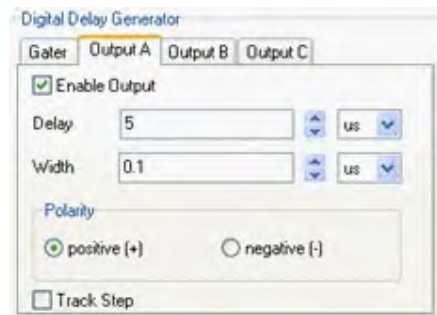 Digital Delay Generator
Gater Output A Output B Output C
Enable Output
Delay 5 us
Width 0.1 us
Polarity
positive (+) negative (-)
Track Step